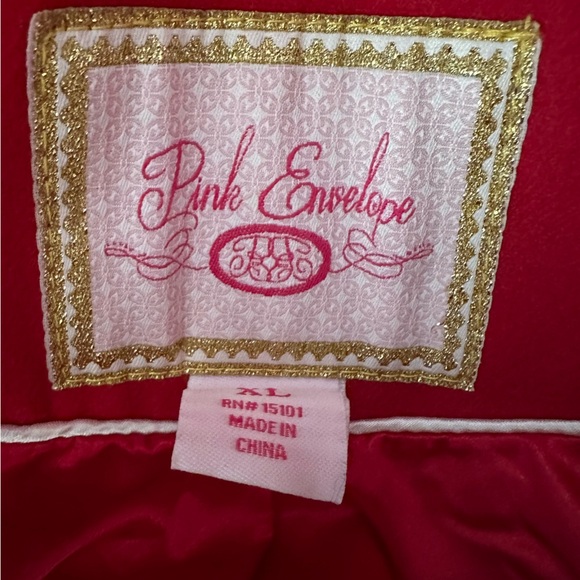 Pink Envelope
XL
RN# 15101
MADE IN
CHINA